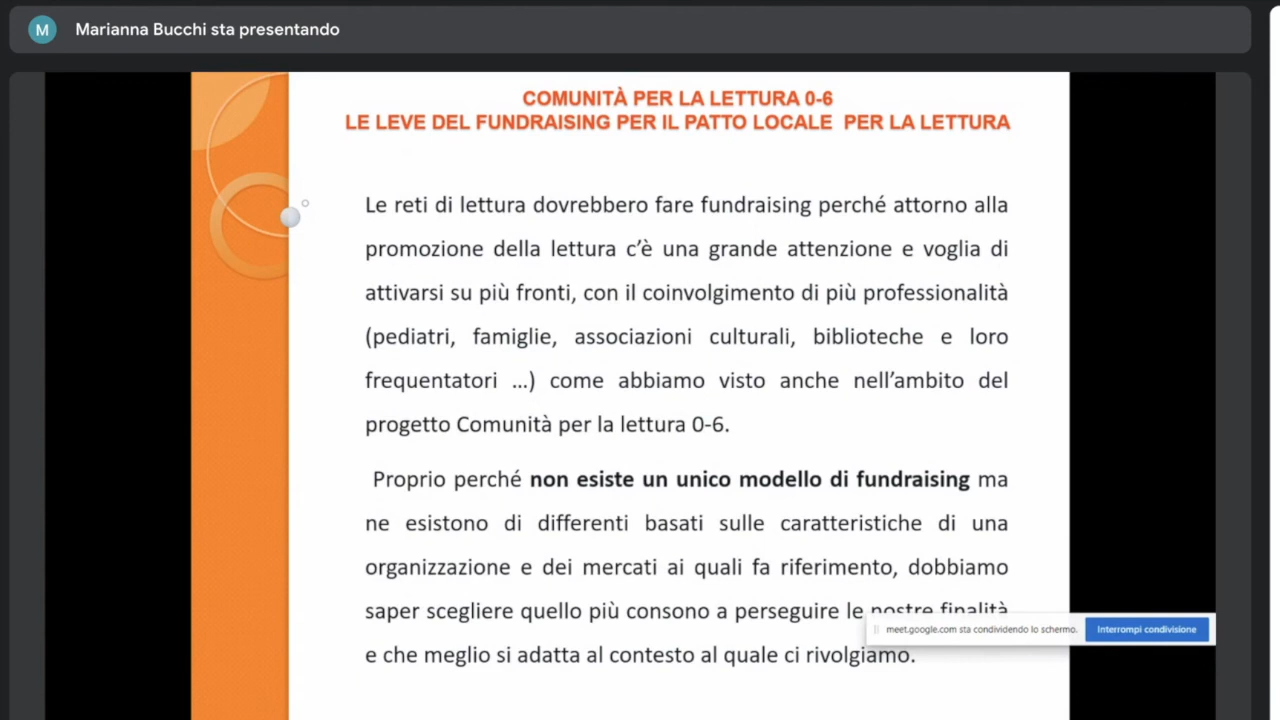 M
Marianna Bucchi sta presentando
COMUNITÀ PER LA LETTURA 0-6
LE LEVE DEL FUNDRAISING PER IL PATTO LOCALE PER LA LETTURA
Le reti di lettura dovrebbero fare fundraising perché attorno alla
promozione della lettura c’è una grande attenzione e voglia di
attivarsi su più fronti, con il coinvolgimento di più professionalità
(pediatri, famiglie, associazioni culturali, biblioteche e loro
frequentatori …) come abbiamo visto anche nell’ambito del
progetto Comunità per la lettura 0-6.
Proprio perché non esiste un unico modello di fundraising ma
ne esistono di differenti basati sulle caratteristiche di una
organizzazione e dei mercati ai quali fa riferimento, dobbiamo
saper scegliere quello più consono a perseguire le nostre finalità
e che meglio si adatta al contesto al quale ci rivolgiamo.
meet.google.com sta condividendo lo schermo.
Interrompi condivisione